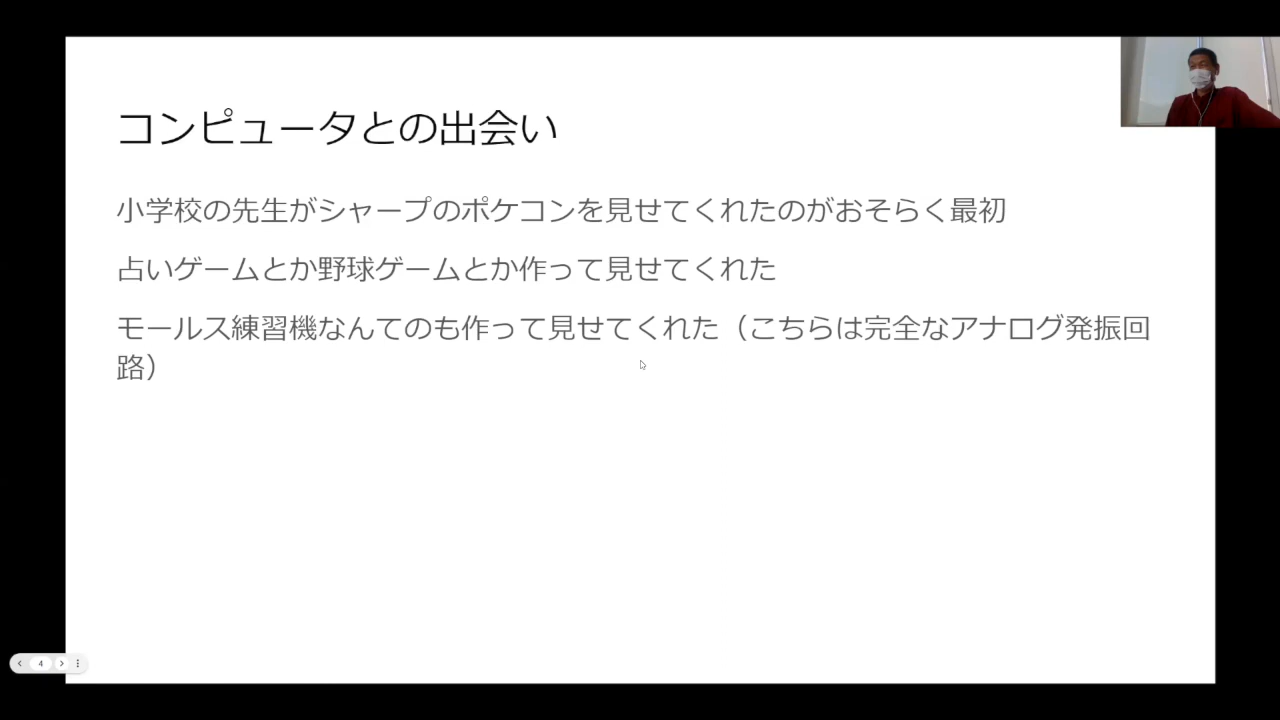 コンピュータとの出会い
小学校の先生がシャープのポケコンを見せてくれたのがおそらく最初
占いゲームとか野球ゲームとか作って見せてくれた
モールス練習機なんてのも作って見せてくれた（こちらは完全なアナログ発振回
路）
4